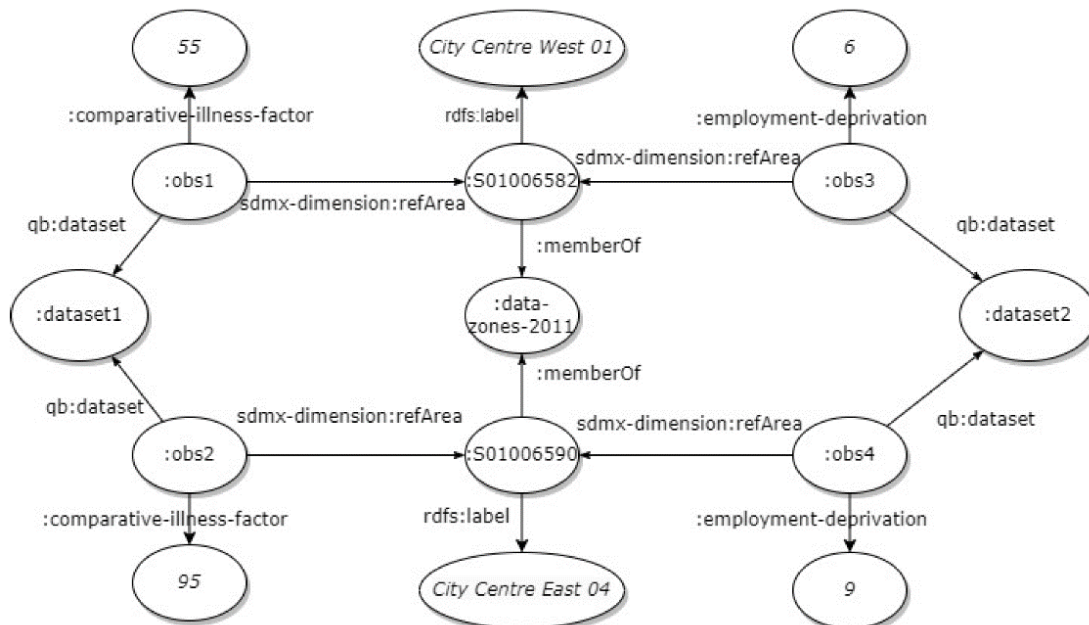 55
City Centre West 01
6
:comparative-illness-factor
rdfs:label
:employment-deprivation
:obs1
sdmx-dimension:refArea
:S01006582
sdmx-dimension:refArea
:obs3
qb:dataset
:memberOf
qb:dataset
:dataset1
:data-
zones-2011
:dataset2
:memberOf
qb:dataset
sdmx-dimension:refArea
sdmx-dimension:refArea
qb:dataset
:obs2
:S01006590
:obs4
:comparative-illness-factor
rdfs:label
:employment-deprivation
95
City Centre East 04
9